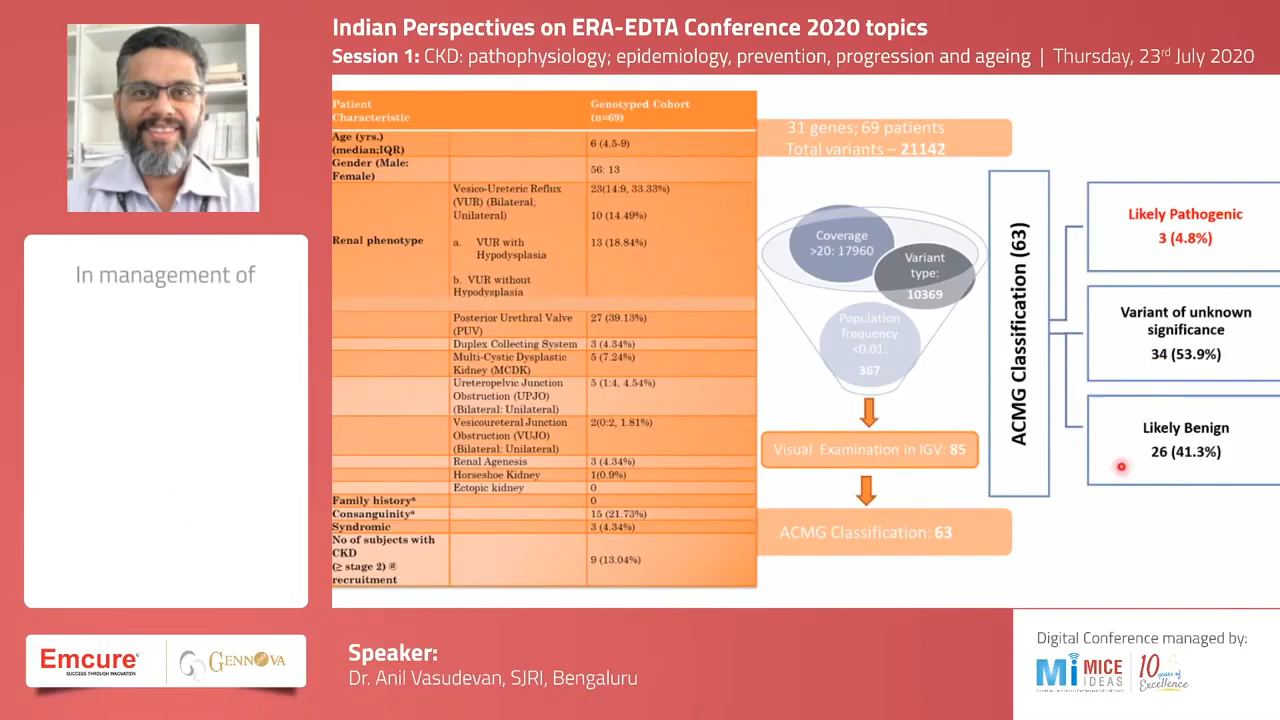 Indian Perspectives on ERA-EDTA Conference 2020 topics
Session 1: CKD: pathophysiology; epidemiology, prevention, progression and ageing | Thursday, 23rd July 2020
In management of
Patient Characteristic
Genotyped Cohort (n=69)
Age (yrs.) (median;IQR)
6 (4.5-9)
Gender (Male: Female)
56: 13
Renal phenotype
Vesico-Ureteric Reflux (VUR) (Bilateral; Unilateral)
23(14:9, 33.33%)
a. VUR with Hypodysplasia
10 (14.49%)
b. VUR without Hypodysplasia
13 (18.84%)
Posterior Urethral Valve (PUV)
27 (39.13%)
Duplex Collecting System
3 (4.34%)
Multi-Cystic Dysplastic Kidney (MCDK)
5 (7.24%)
Ureteropelvic Junction Obstruction (UPJO) (Bilateral: Unilateral)
5 (1:4, 4.54%)
Vesicoureteral Junction Obstruction (VUJO) (Bilateral: Unilateral)
2(0:2, 1.81%)
Renal Agenesis
3 (4.34%)
Horseshoe Kidney
1(0.9%)
Ectopic kidney
0
Family historyª
0
Consanguinityª
15 (21.73%)
Syndromic
3 (4.34%)
No of subjects with CKD (≥ stage 2) @ recruitment
9 (13.04%)
31 genes; 69 patients
Total variants – 21142
Coverage >20: 17960
Variant type: 10369
Population frequency <0.01: 367
Visual Examination in IGV: 85
ACMG Classification: 63
ACMG Classification (63)
Likely Pathogenic
3 (4.8%)
Variant of unknown significance
34 (53.9%)
Likely Benign
26 (41.3%)
Emcure®
SUCCESS THROUGH INNOVATION
GENNOVA
Speaker:
Dr. Anil Vasudevan, SJRI, Bengaluru
Digital Conference managed by:
Mi MICE IDEAS
10 years of Excellence